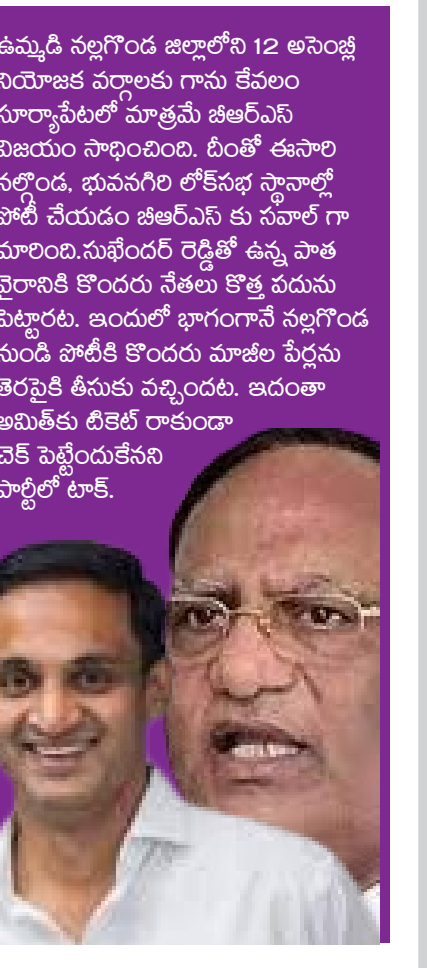 ఉమ్మడి నల్లగొండ జిల్లాలోని 12 అసెంబ్లీ
నియోజక వర్గాలకు గాను కేవలం
సూర్యాపేటలో మాత్రమే బీఆర్ఎస్
విజయం సాధించింది. దీంతో ఈసారి
నల్గొండ, భువనగిరి లోక్‌సభ స్థానాల్లో
పోటీ చేయడం బీఆర్ఎస్ కు సవాల్ గా
మారింది.సుఖేందర్ రెడ్డితో ఉన్న పాత
వైరానికి కొందరు నేతలు కొత్త పదును
పెట్టారట. ఇందులో భాగంగానే నల్లగొండ
నుండి పోటీకి కొందరు మాజీల పేర్లను
తెరపైకి తీసుకు వచ్చిందట. ఇదంతా
అమిత్‌కు టికెట్ రాకుండా
చెక్ పెట్టేందుకేనని
పార్టీలో టాక్.